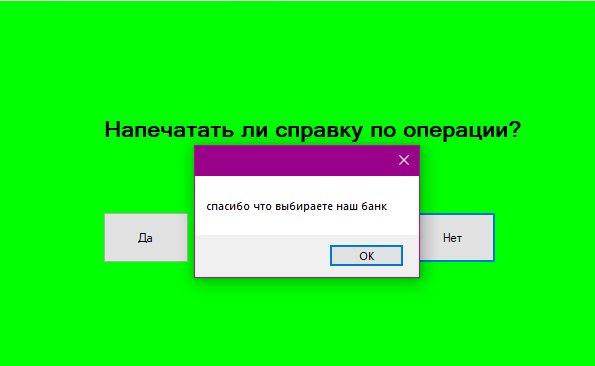 Напечатать ли справку по операции?
спасибо что выбираете наш банк
Да
Нет
OK